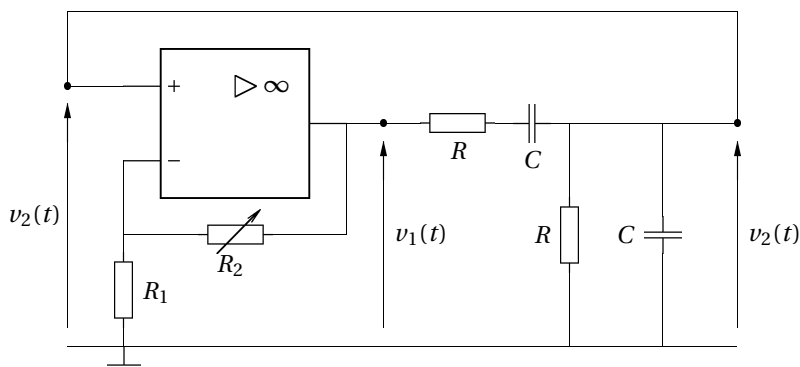 + ▷ ∞
−
R C
v₂(t) R₂ v₁(t) R C v₂(t)
R₁